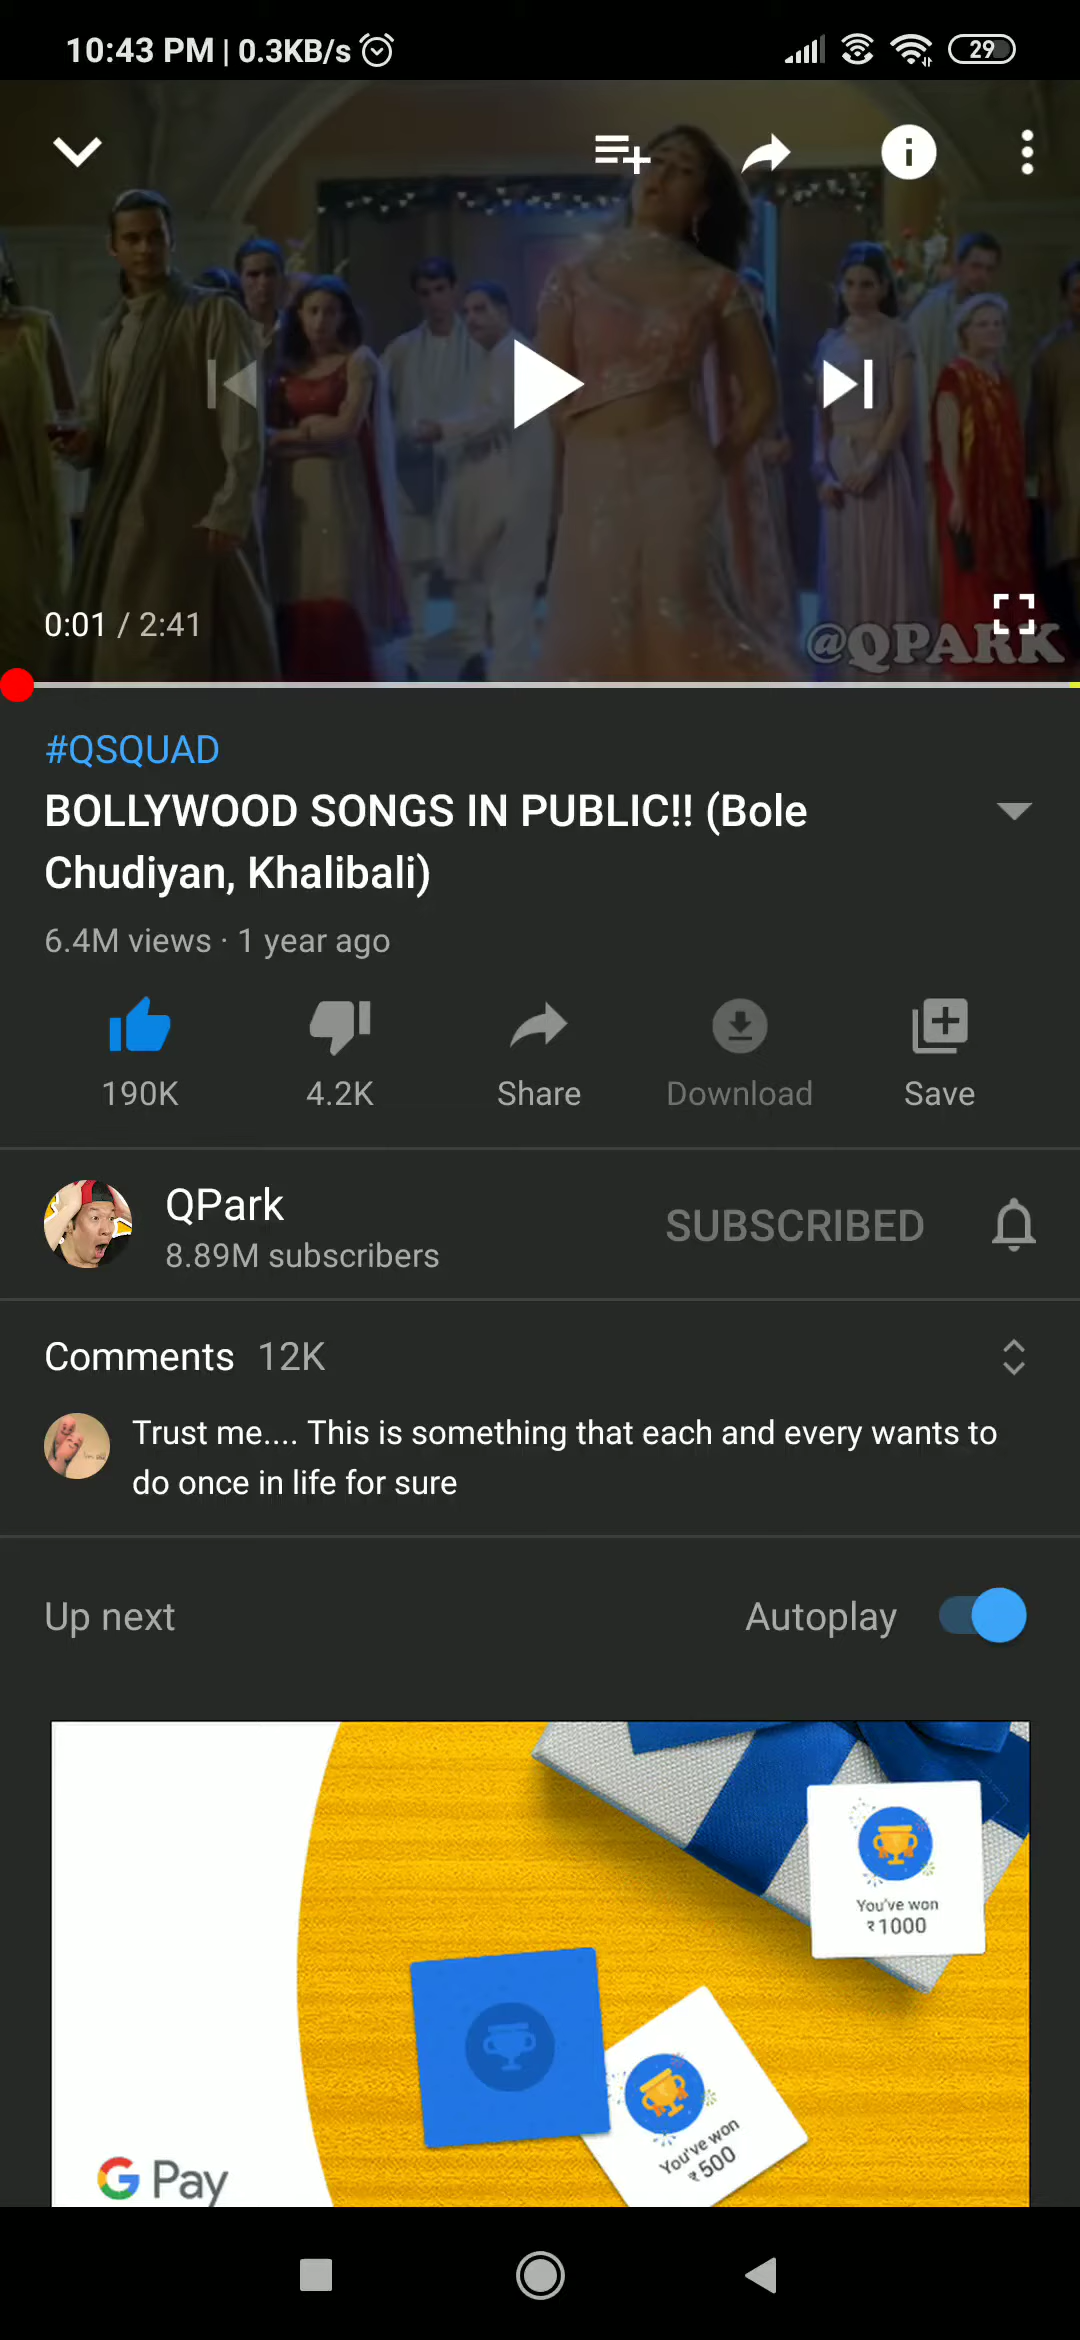 10:43 PM | 0.3KB/s
29
0:01 / 2:41
@QPARK
#QSQUAD
BOLLYWOOD SONGS IN PUBLIC!! (Bole
Chudiyan, Khalibali)
6.4M views · 1 year ago
190K
4.2K
Share
Download
Save
QPark
8.89M subscribers
SUBSCRIBED
Comments 12K
Trust me.... This is something that each and every wants to
do once in life for sure
Up next
Autoplay
You've won
₹1000
You've won
₹500
G Pay